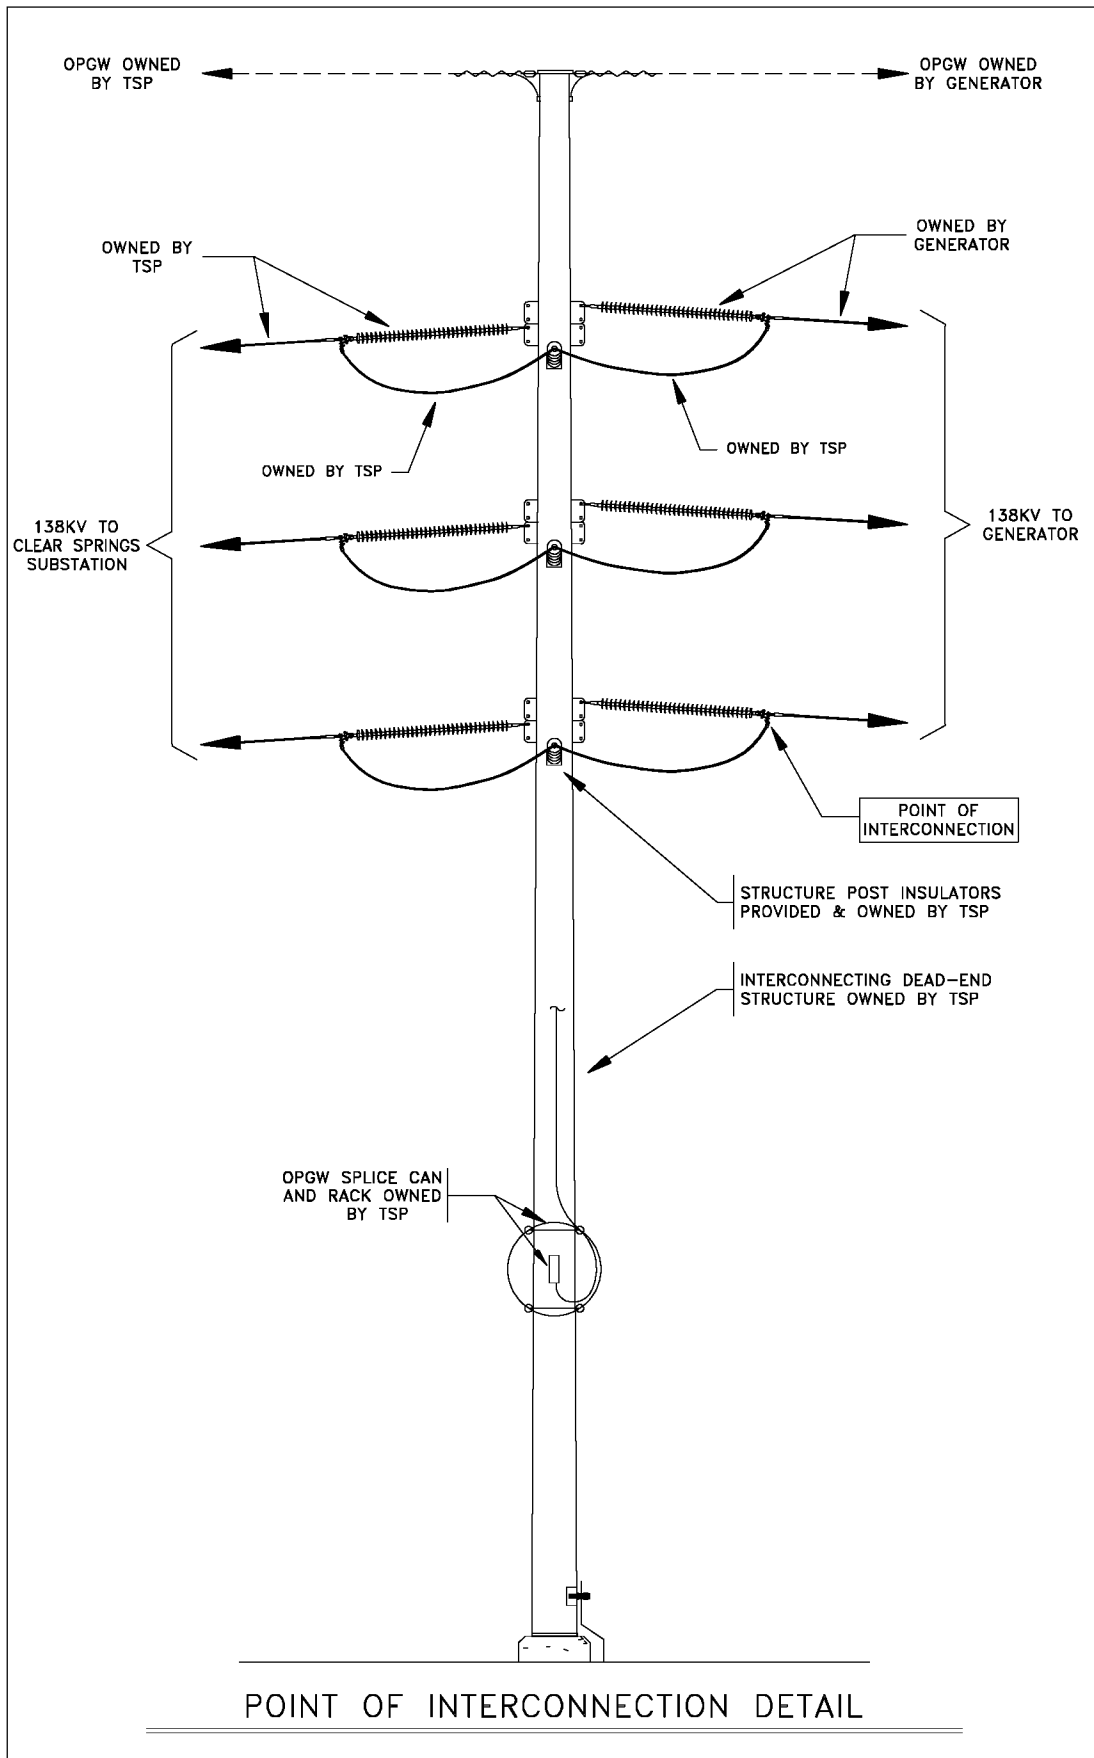 OPGW OWNED
BY TSP
OPGW OWNED
BY GENERATOR
OWNED BY
TSP
OWNED BY
GENERATOR
OWNED BY TSP
OWNED BY TSP
138KV TO
CLEAR SPRINGS
SUBSTATION
138KV TO
GENERATOR
POINT OF
INTERCONNECTION
STRUCTURE POST INSULATORS
PROVIDED & OWNED BY TSP
INTERCONNECTING DEAD-END
STRUCTURE OWNED BY TSP
OPGW SPLICE CAN
AND RACK OWNED
BY TSP
POINT OF INTERCONNECTION DETAIL